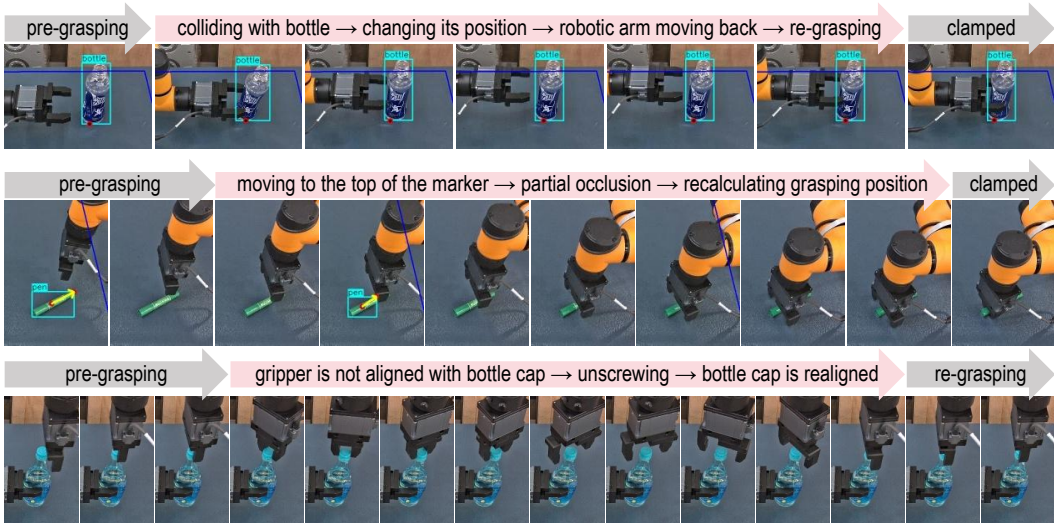 pre-grasping
colliding with bottle → changing its position → robotic arm moving back → re-grasping
clamped
bottle
bottle
bottle
bottle
bottle
bottle
bottle
pre-grasping
moving to the top of the marker → partial occlusion → recalculating grasping position
clamped
pen
pen
pre-grasping
gripper is not aligned with bottle cap → unscrewing → bottle cap is realigned
re-grasping